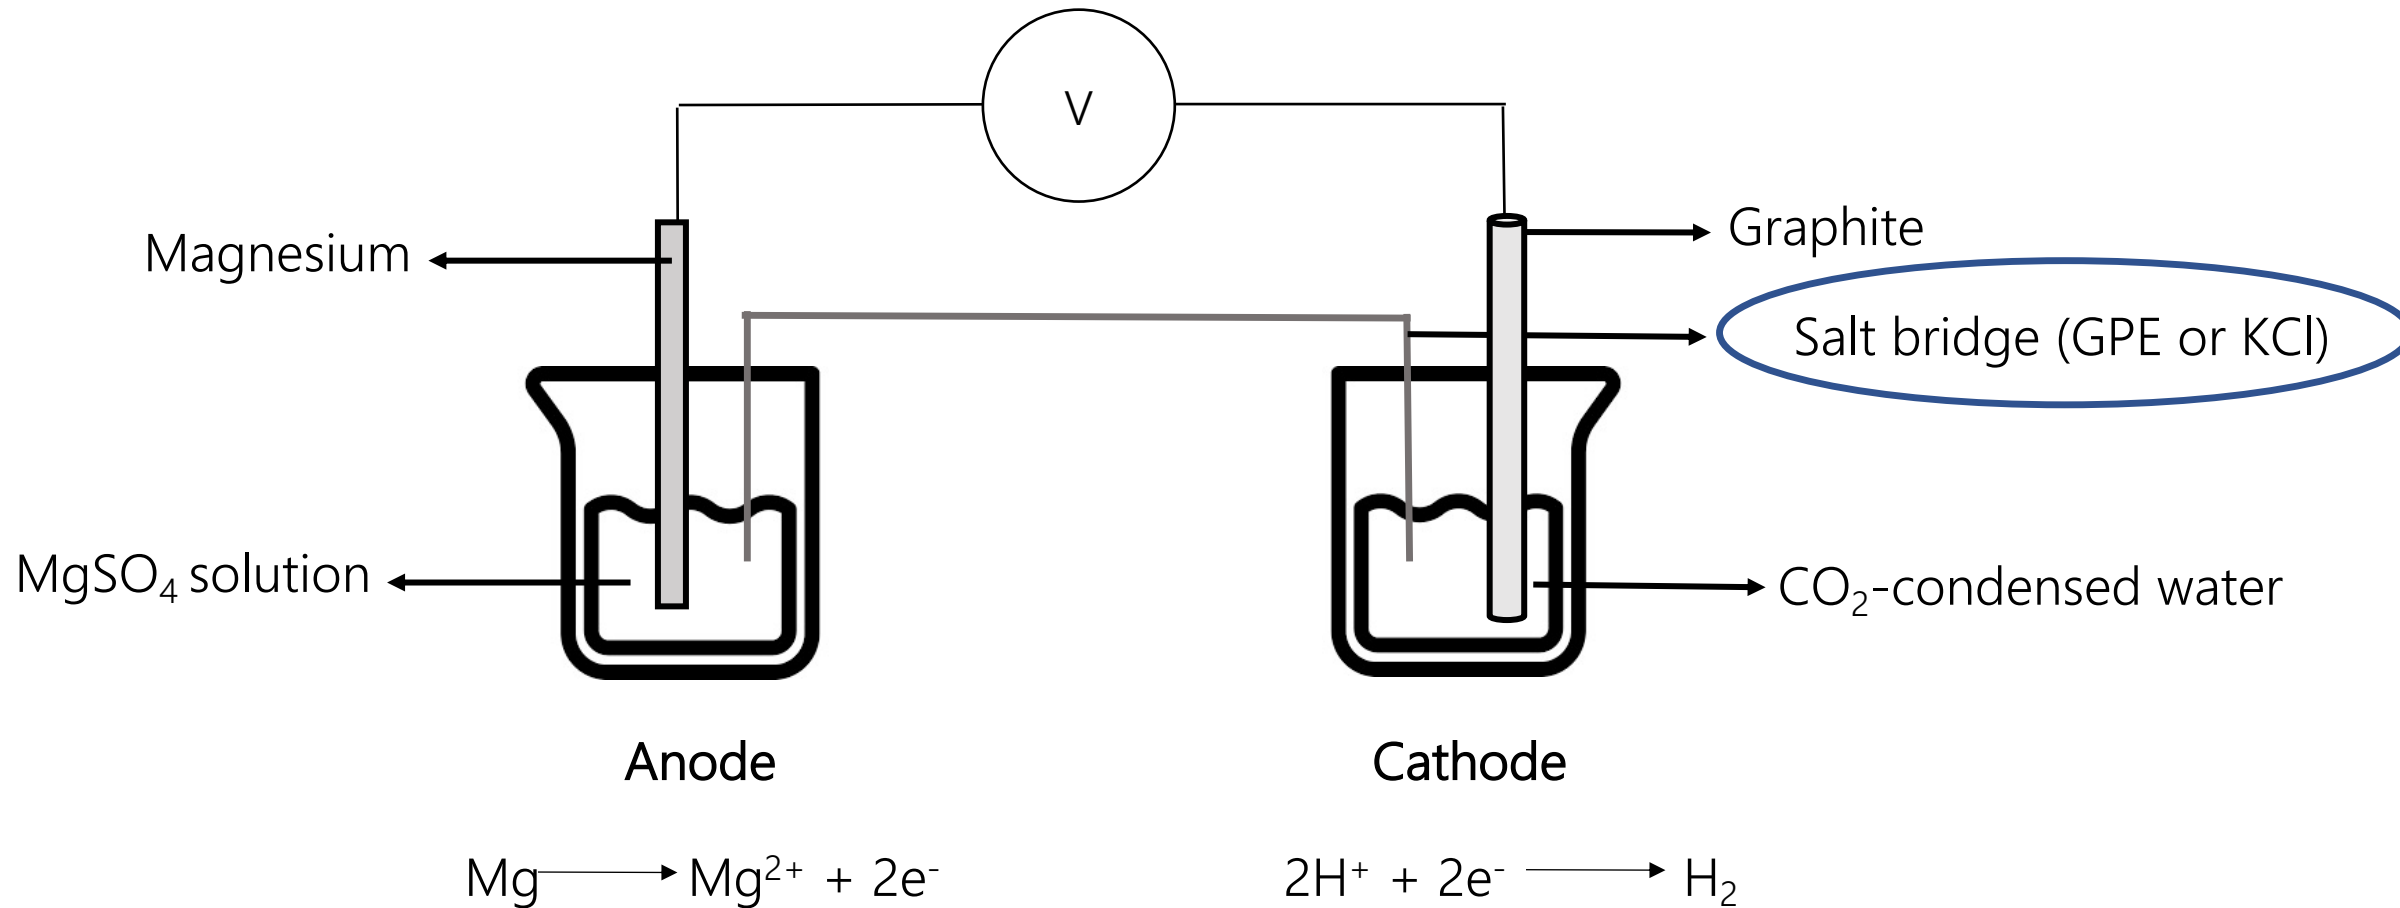 V
Magnesium
Graphite
Salt bridge (GPE or KCl)
MgSO₄ solution
CO₂-condensed water
Anode
Cathode
Mg → Mg²⁺ + 2e⁻
2H⁺ + 2e⁻ → H₂